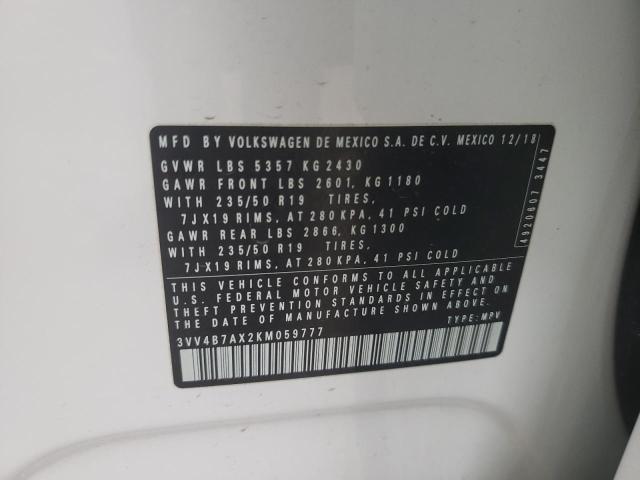 MFD BY VOLKSWAGEN DE MEXICO S.A. DE C.V. MEXICO 12/18
GVWR LBS 5357 KG 2430
GAWR FRONT LBS 2601, KG 1180
WITH 235/50 R19 TIRES,
7JX19 RIMS, AT 280 KPA, 41 PSI COLD
GAWR REAR LBS 2866, KG 1300
WITH 235/50 R19 TIRES,
7JX19 RIMS, AT 280 KPA, 41 PSI COLD
THIS VEHICLE CONFORMS TO ALL APPLICABLE
U.S. FEDERAL MOTOR VEHICLE SAFETY AND
THEFT PREVENTION STANDARDS IN EFFECT ON
THE DATE OF MANUFACTURE SHOWN ABOVE.
3VV4B7AX2KM059777
TYPE: MPV
4920607 3447